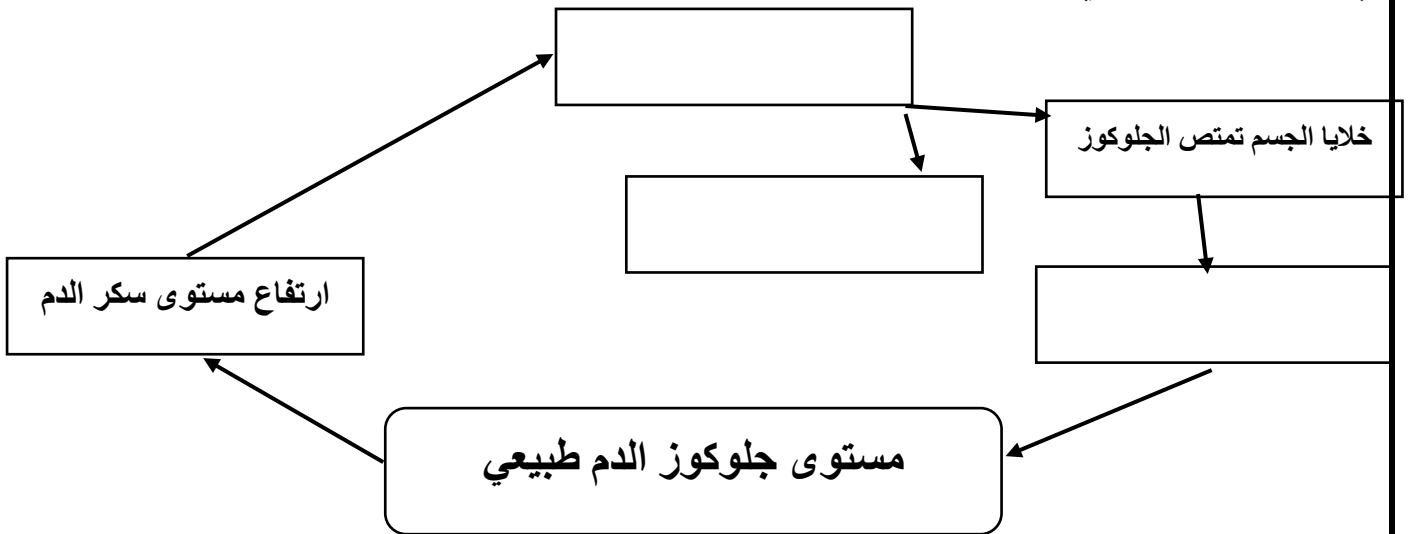 خلايا الجسم تمتص الجلوكوز
ارتفاع مستوى سكر الدم
مستوى جلوكوز الدم طبيعي